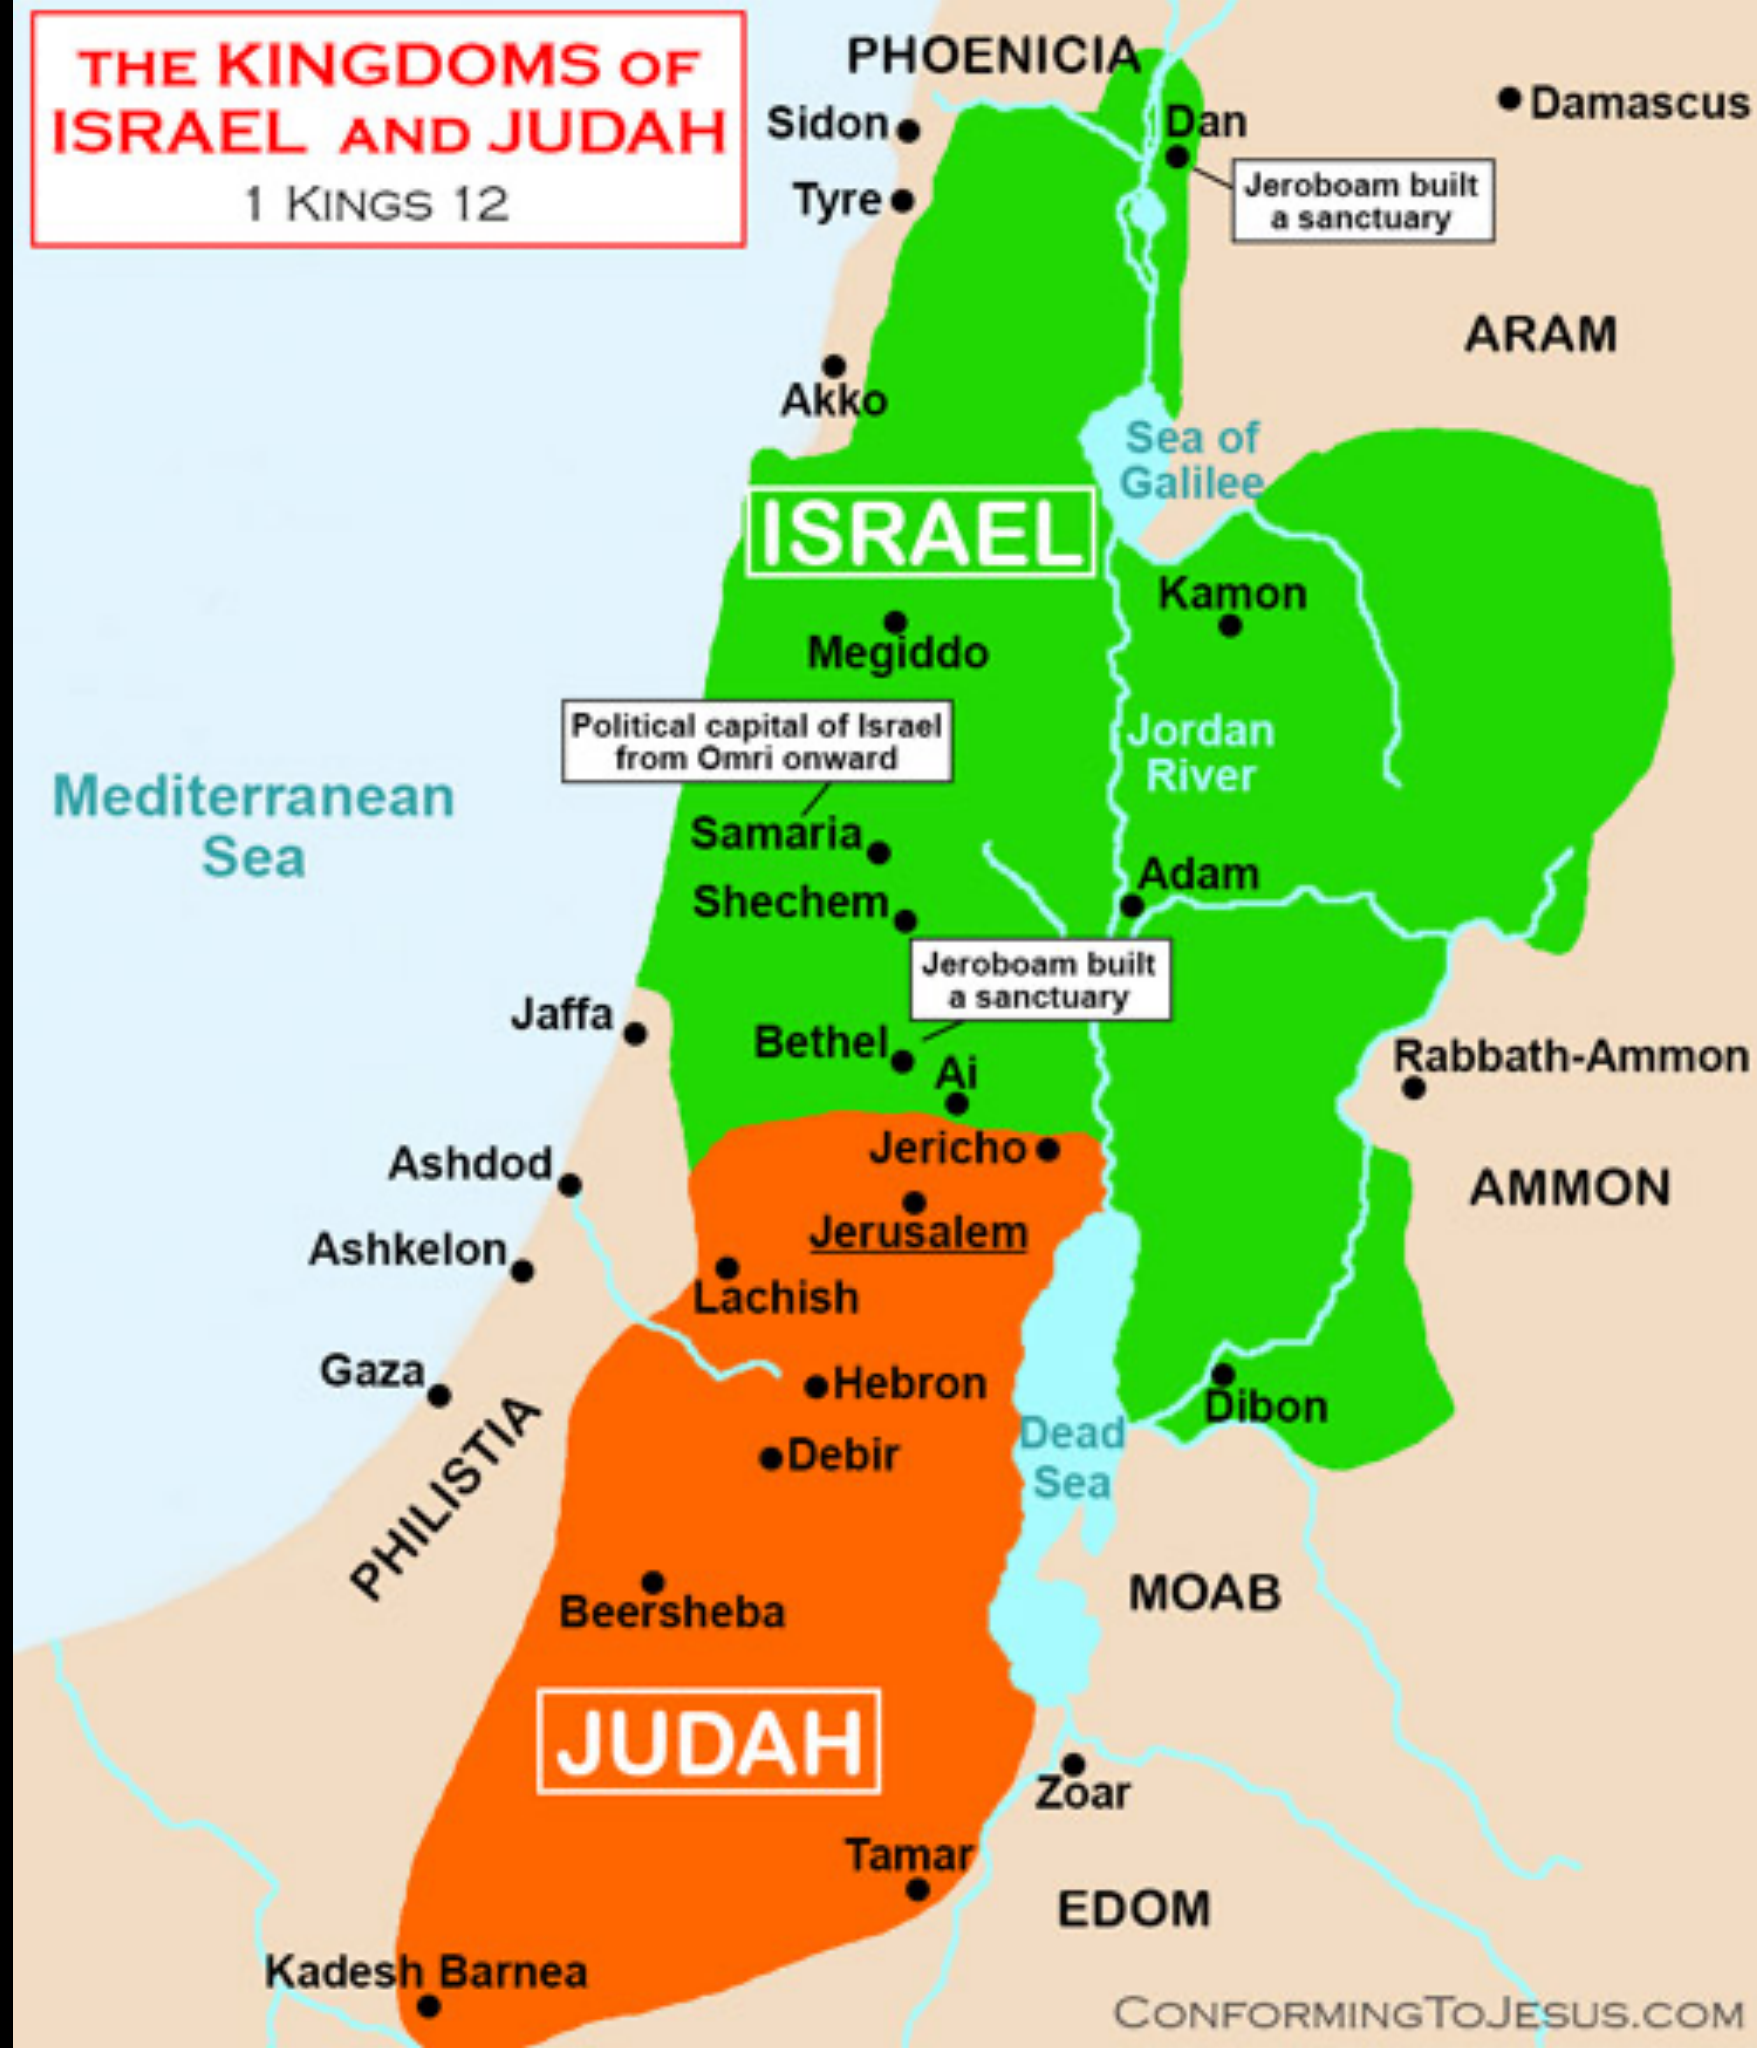 THE KINGDOMS OF
ISRAEL AND JUDAH
1 KINGS 12
PHOENICIA
Damascus
Sidon
Dan
Tyre
Jeroboam built
a sanctuary
ARAM
Akko
Sea of
Galilee
ISRAEL
Kamon
Megiddo
Political capital of Israel
from Omri onward
Jordan
River
Mediterranean
Sea
Samaria
Adam
Shechem
Jeroboam built
a sanctuary
Jaffa
Bethel
Rabbath-Ammon
Ai
Jericho
Ashdod
AMMON
Jerusalem
Ashkelon
Lachish
Gaza
Hebron
Dibon
PHILISTIA
Dead
Sea
Debir
MOAB
Beersheba
JUDAH
Zoar
Tamar
EDOM
Kadesh Barnea
CONFORMINGTOJESUS.COM